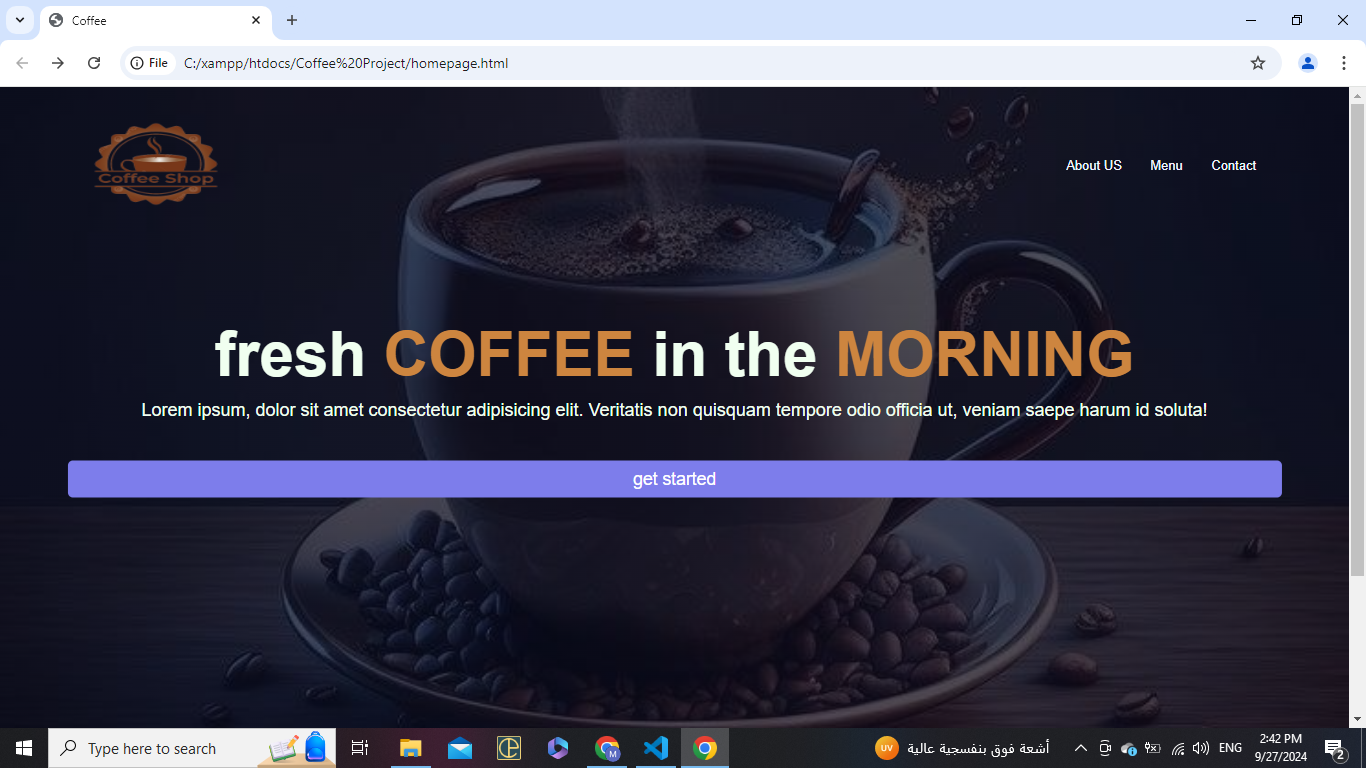 Coffee
File
C:/xampp/htdocs/Coffee%20Project/homepage.html
Coffee Shop
About US Menu Contact
fresh COFFEE in the MORNING
Lorem ipsum, dolor sit amet consectetur adipisicing elit. Veritatis non quisquam tempore odio officia ut, veniam saepe harum id soluta!
get started
Type here to search
M
UV
أشعة فوق بنفسجية عالية
ENG
2:42 PM
9/27/2024
2